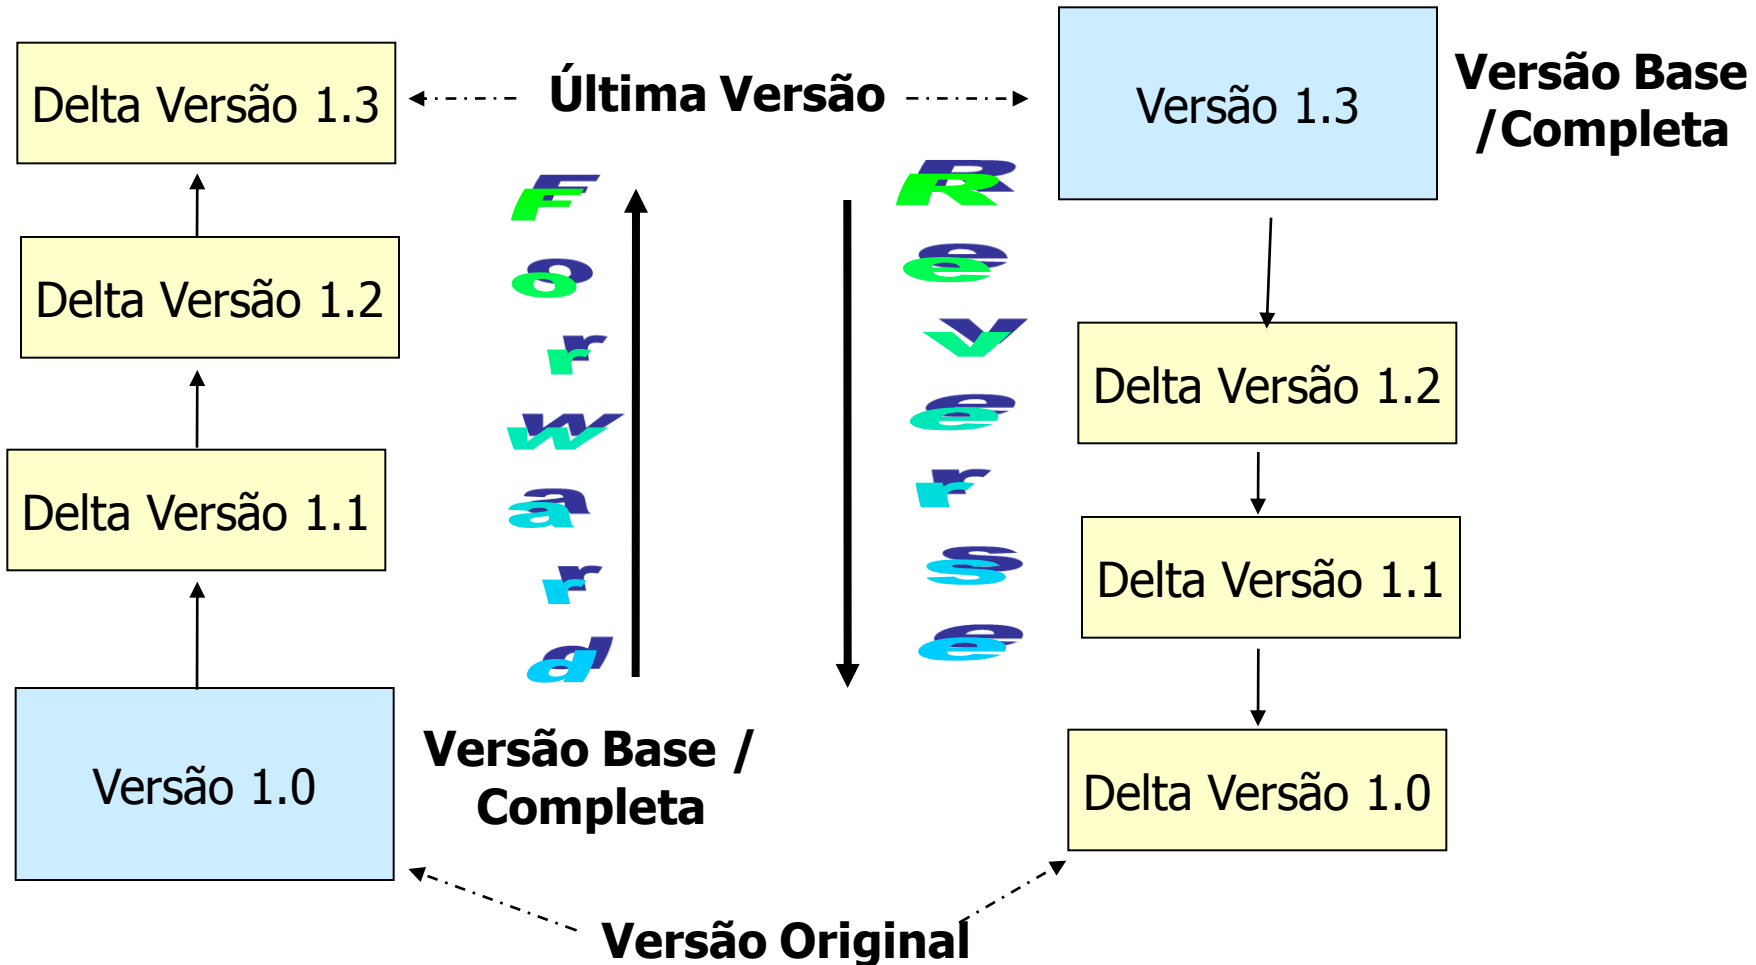 Delta Versão 1.3
Delta Versão 1.2
Delta Versão 1.1
Versão 1.0
Última Versão
Forward
Reverse
Versão Base /
Completa
Versão Original
Versão 1.3
Versão Base
/Completa
Delta Versão 1.2
Delta Versão 1.1
Delta Versão 1.0